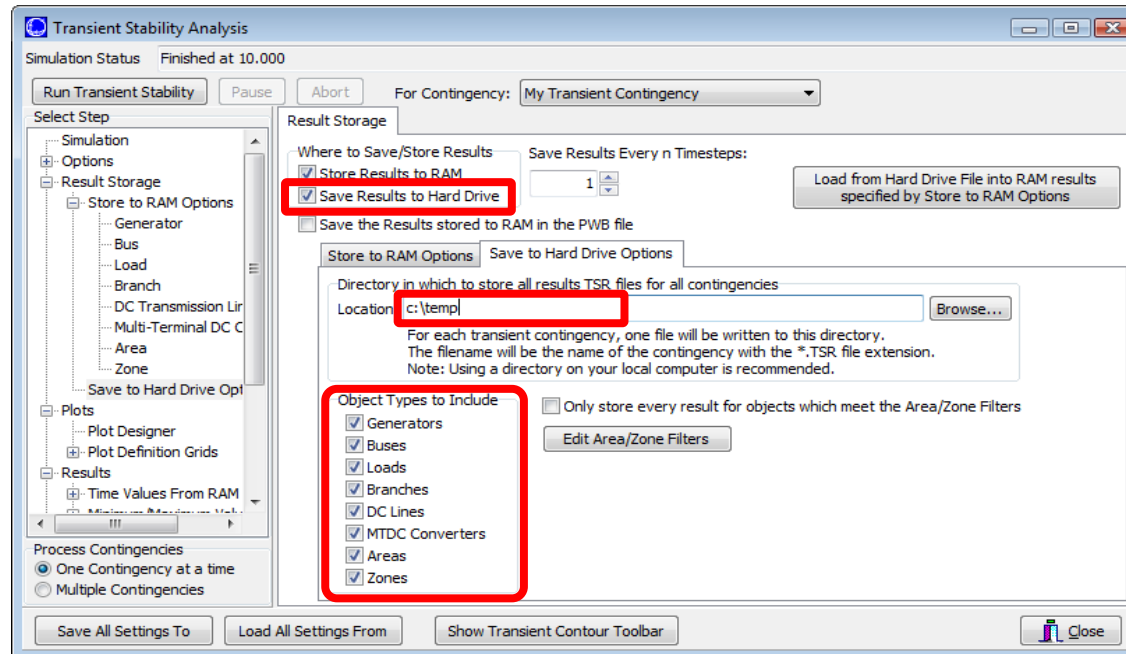 Transient Stability Analysis
Simulation Status Finished at 10.000
Run Transient Stability Pause Abort For Contingency: My Transient Contingency
Select Step
Simulation
Options
Result Storage
Store to RAM Options
Generator
Bus
Load
Branch
DC Transmission Lir
Multi-Terminal DC C
Area
Zone
Save to Hard Drive Opt
Plots
Plot Designer
Plot Definition Grids
Results
Time Values From RAM
Minimum/Maximum Valu
Process Contingencies
One Contingency at a time
Multiple Contingencies
Result Storage
Where to Save/Store Results
Store Results to RAM
Save Results to Hard Drive
Save the Results stored to RAM in the PWB file
Save Results Every n Timesteps:
1
Load from Hard Drive File into RAM results
specified by Store to RAM Options
Store to RAM Options Save to Hard Drive Options
Directory in which to store all results TSR files for all contingencies
Location c:\temp Browse...
For each transient contingency, one file will be written to this directory.
The filename will be the name of the contingency with the *.TSR file extension.
Note: Using a directory on your local computer is recommended.
Object Types to Include
Generators
Buses
Loads
Branches
DC Lines
MTDC Converters
Areas
Zones
Only store every result for objects which meet the Area/Zone Filters
Edit Area/Zone Filters
Save All Settings To Load All Settings From Show Transient Contour Toolbar Close